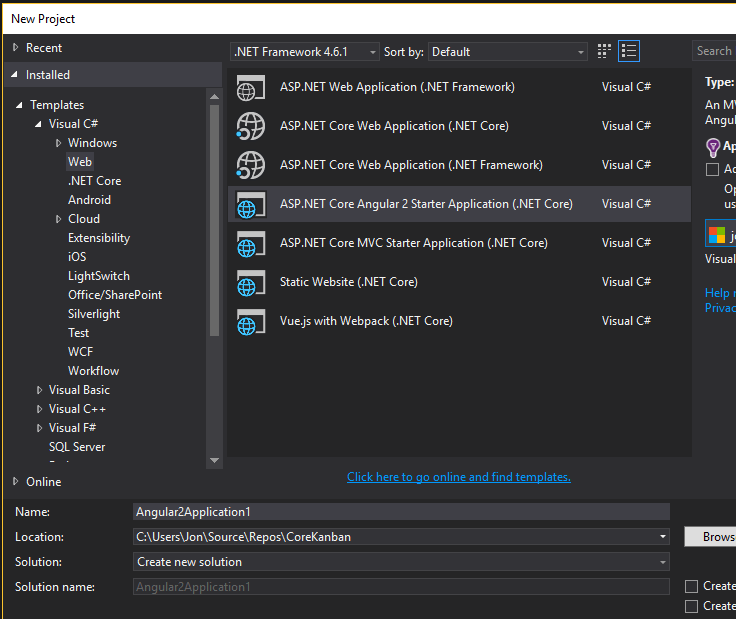 New Project
Recent
.NET Framework 4.6.1 Sort by: Default Search
Installed
Templates
Visual C#
Windows
Web
.NET Core
Android
Cloud
Extensibility
iOS
LightSwitch
Office/SharePoint
Silverlight
Test
WCF
Workflow
Visual Basic
Visual C++
Visual F#
SQL Server
Online
ASP.NET Web Application (.NET Framework) Visual C#
ASP.NET Core Web Application (.NET Core) Visual C#
ASP.NET Core Web Application (.NET Framework) Visual C#
ASP.NET Core Angular 2 Starter Application (.NET Core) Visual C#
ASP.NET Core MVC Starter Application (.NET Core) Visual C#
Static Website (.NET Core) Visual C#
Vue.js with Webpack (.NET Core) Visual C#
Click here to go online and find templates.
Type:
An MV
Angul
Ap
Ac
Op
us
jo
Visual
Help r
Privac
Name: Angular2Application1
Location: C:\Users\Jon\Source\Repos\CoreKanban Brows
Solution: Create new solution
Solution name: Angular2Application1
Create
Create